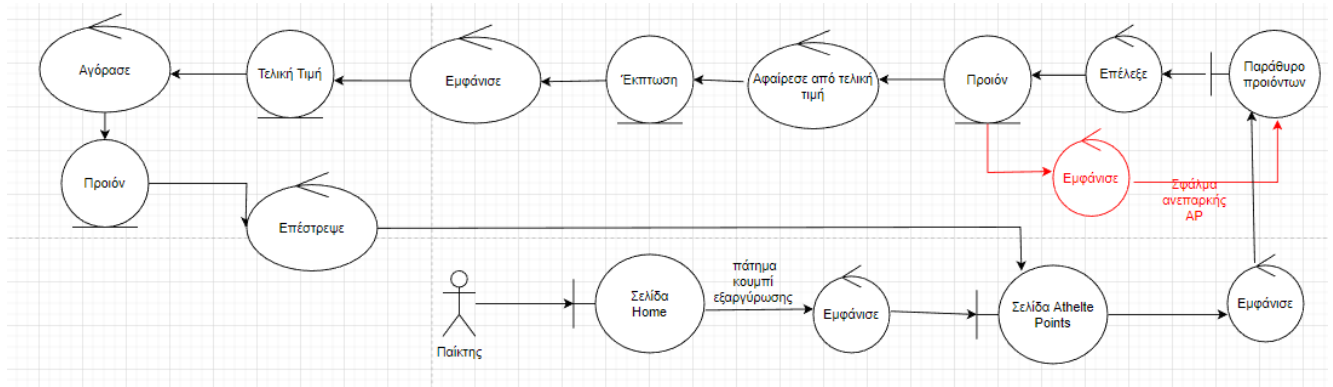 Αγόρασε
Τελική Τιμή
Εμφάνισε
Έκπτωση
Αφαίρεσε από τελική
τιμή
Προιόν
Επέλεξε
Παράθυρο
προιόντων
Προιόν
Επέστρεψε
Εμφάνισε
Σφάλμα
ανεπαρκής
AP
Παίκτης
Σελίδα
Home
πάτημα
κουμπί
εξαργύρωσης
Εμφάνισε
Σελίδα Athelte
Points
Εμφάνισε